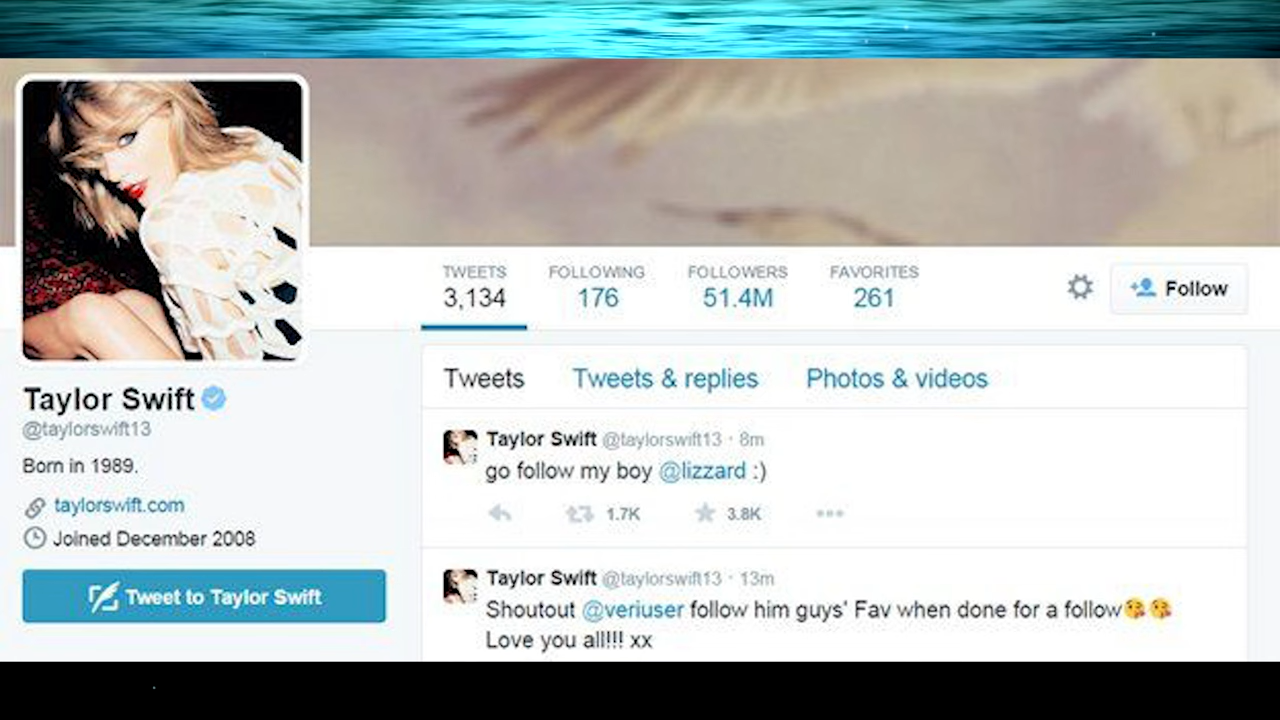 TWEETS FOLLOWING FOLLOWERS FAVORITES
3,134 176 51.4M 261
Follow
Taylor Swift
@taylorswift13
Born in 1989.
taylorswift.com
Joined December 2008
Tweet to Taylor Swift
Tweets Tweets & replies Photos & videos
Taylor Swift @taylorswift13 · 8m
go follow my boy @lizzard :)
1.7K 3.8K
Taylor Swift @taylorswift13 · 13m
Shoutout @veriuser follow him guys' Fav when done for a follow😘😘
Love you all!!! xx